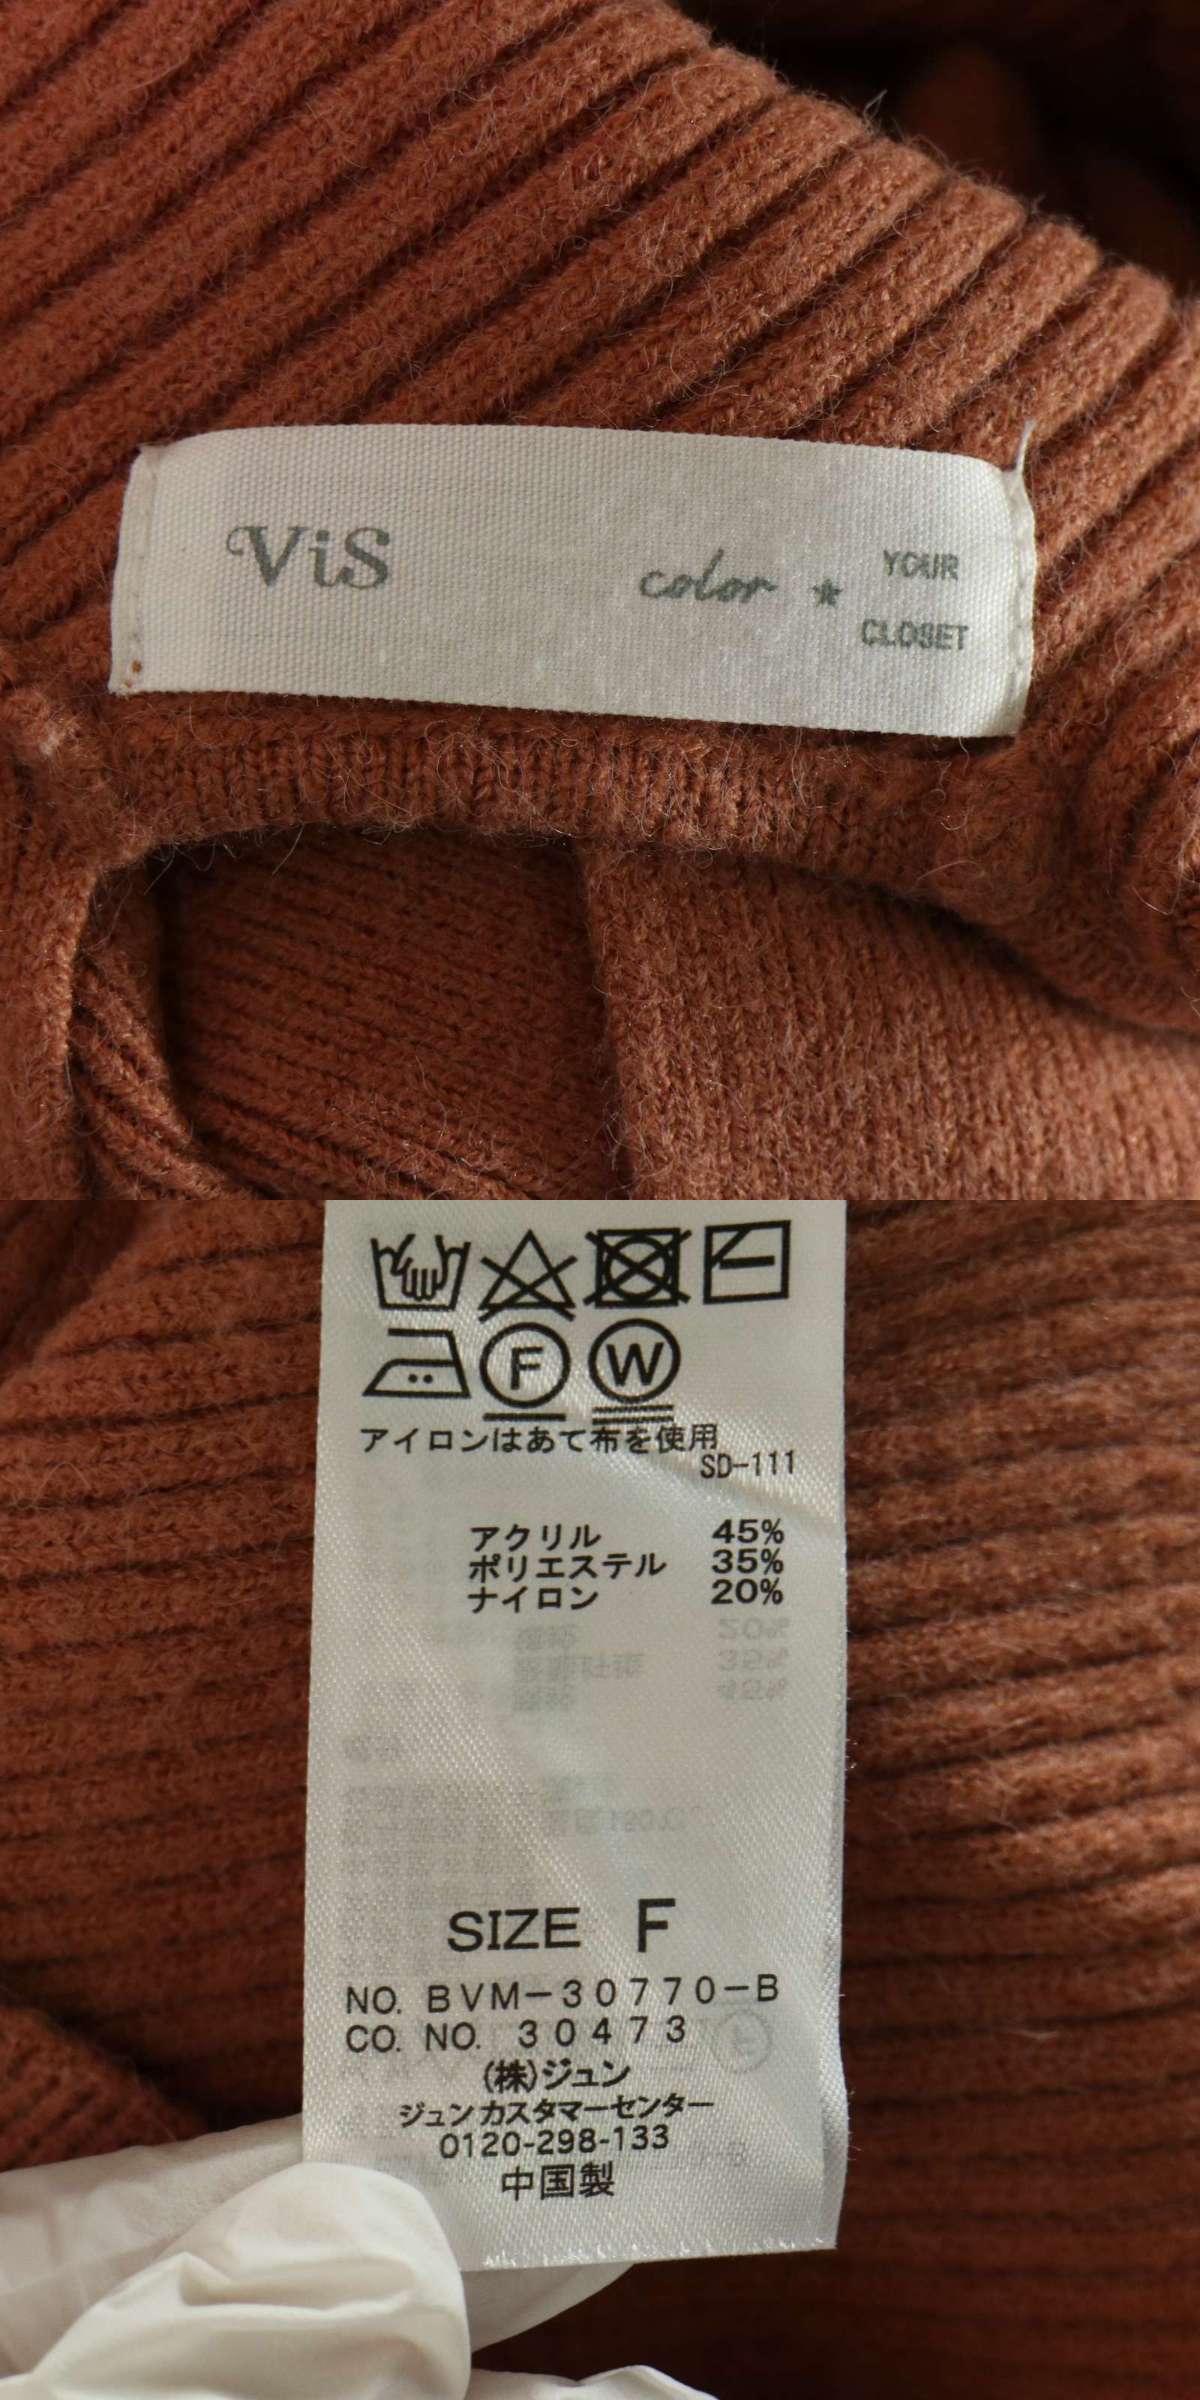 ViS
color ★ YOUR
CLOSET
F W
アイロンはあて布を使用
SD-111
アクリル 45%
ポリエステル 35%
ナイロン 20%
SIZE F
NO. BVM-30770-B
CO. NO. 30473
(株)ジュン
ジュンカスタマーセンター
0120-298-133
中国製